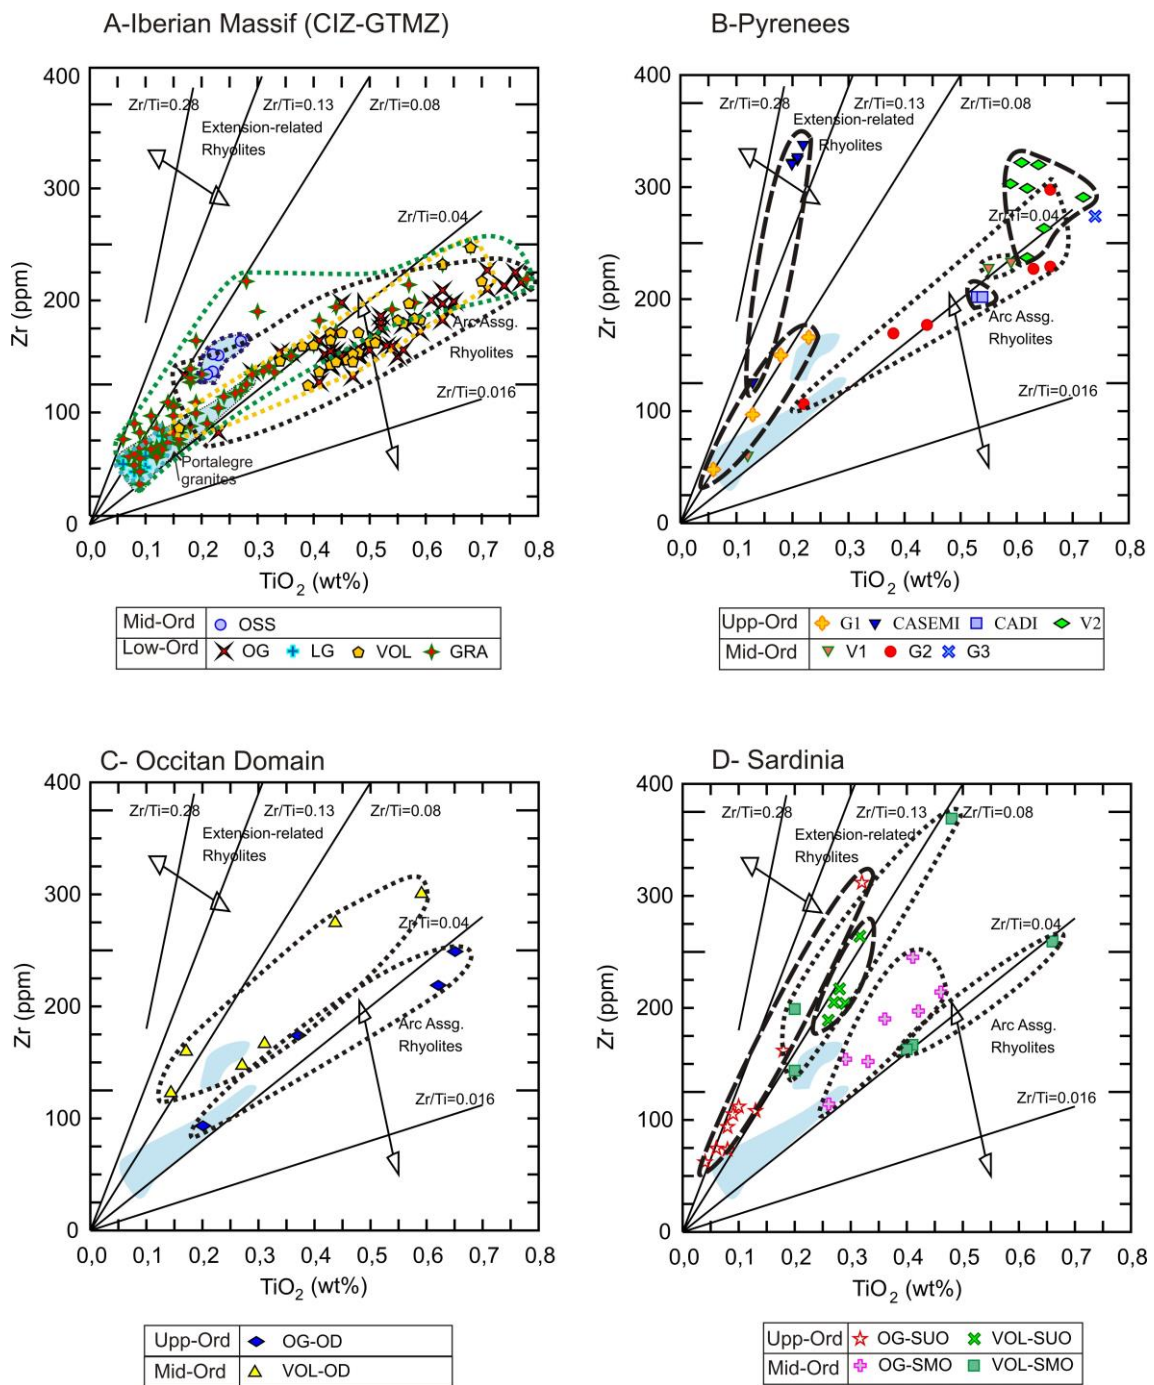 A-Iberian Massif (CIZ-GTMZ)
400
300
200
100
0
Zr (ppm)
Zr/Ti=0.28
Zr/Ti=0.13
Zr/Ti=0.08
Extension-related
Rhyolites
Zr/Ti=0.04
Arc Assg.
Rhyolites
Zr/Ti=0.016
Portalegre
granites
0,0 0,1 0,2 0,3 0,4 0,5 0,6 0,7 0,8
TiO2 (wt%)
Mid-Ord OSS
Low-Ord OG LG VOL GRA
B-Pyrenees
400
300
200
100
0
Zr (ppm)
Zr/Ti=0.28
Zr/Ti=0.13
Zr/Ti=0.08
Extension-related
Rhyolites
Zr/Ti=0.04
Arc Assg.
Rhyolites
Zr/Ti=0.016
0,0 0,1 0,2 0,3 0,4 0,5 0,6 0,7 0,8
TiO2 (wt%)
Upp-Ord G1 CASEMI CADI V2
Mid-Ord V1 G2 G3
C- Occitan Domain
400
300
200
100
0
Zr (ppm)
Zr/Ti=0.28
Zr/Ti=0.13
Zr/Ti=0.08
Extension-related
Rhyolites
Zr/Ti=0.04
Arc Assg.
Rhyolites
Zr/Ti=0.016
0,0 0,1 0,2 0,3 0,4 0,5 0,6 0,7 0,8
TiO2 (wt%)
Upp-Ord OG-OD
Mid-Ord VOL-OD
D- Sardinia
400
300
200
100
0
Zr (ppm)
Zr/Ti=0.28
Zr/Ti=0.13
Zr/Ti=0.08
Extension-related
Rhyolites
Zr/Ti=0.04
Arc Assg.
Rhyolites
Zr/Ti=0.016
0,0 0,1 0,2 0,3 0,4 0,5 0,6 0,7 0,8
TiO2 (wt%)
Upp-Ord OG-SUO VOL-SUO
Mid-Ord OG-SMO VOL-SMO